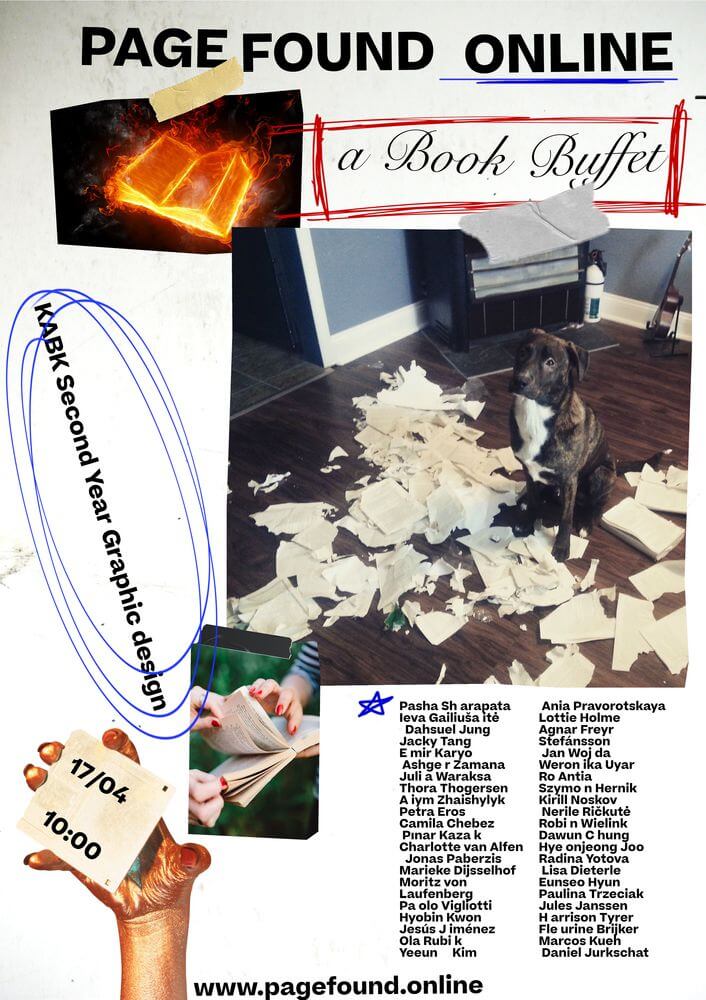 PAGE FOUND ONLINE
a Book Buffet
KABK Second Year Graphic design
17/04
10:00
Pasha Sh arapata
Ieva Gailiuša itė
Dahsuel Jung
Jacky Tang
E mir Karyo
Ashge r Zamana
Juli a Waraksa
Thora Thogersen
A iym Zhaishylyk
Petra Eros
Camila Chebez
Pınar Kaza k
Charlotte van Alfen
Jonas Paberzis
Marieke Dijsselhof
Moritz von
Laufenberg
Pa olo Vigliotti
Hyobin Kwon
Jesús J iménez
Ola Rubi k
Yeeun Kim
Ania Pravorotskaya
Lottie Holme
Agnar Freyr
Stefánsson
Jan Woj da
Weron ika Uyar
Ro Antia
Szymo n Hernik
Kirill Noskov
Nerile Ričkutė
Robi n Wielink
Dawun C hung
Hye onjeong Joo
Radina Yotova
Lisa Dieterle
Eunseo Hyun
Paulina Trzeciak
Jules Janssen
H arrison Tyrer
Fle urine Brijker
Marcos Kueh
Daniel Jurkschat
www.pagefound.online